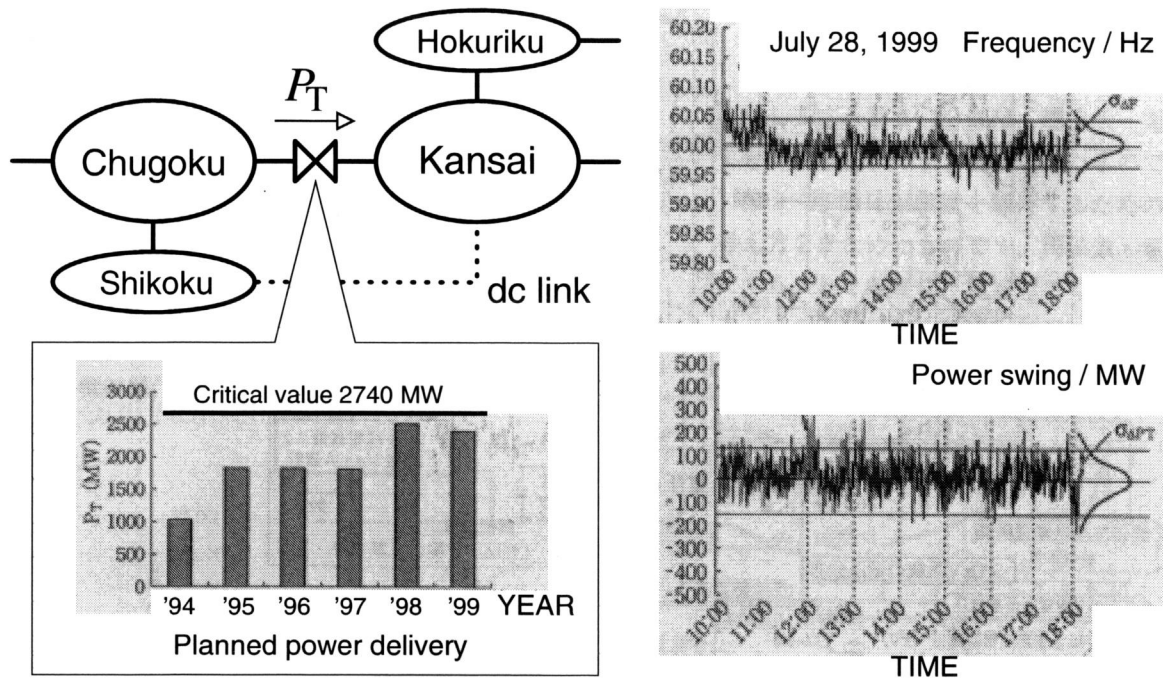 Hokuriku
P_T
Chugoku
Kansai
Shikoku
dc link
Critical value 2740 MW
3000
2500
2000
1500
1000
500
0
P_T (MW)
'94 '95 '96 '97 '98 '99 YEAR
Planned power delivery
July 28, 1999 Frequency / Hz
60.20
60.15
60.10
60.05
60.00
59.95
59.90
59.85
59.80
σΔF
10:00 11:00 12:00 13:00 14:00 15:00 16:00 17:00 18:00
TIME
Power swing / MW
500
400
300
200
100
0
-100
-200
-300
-400
-500
σΔPT
10:00 11:00 12:00 13:00 14:00 15:00 16:00 17:00 18:00
TIME